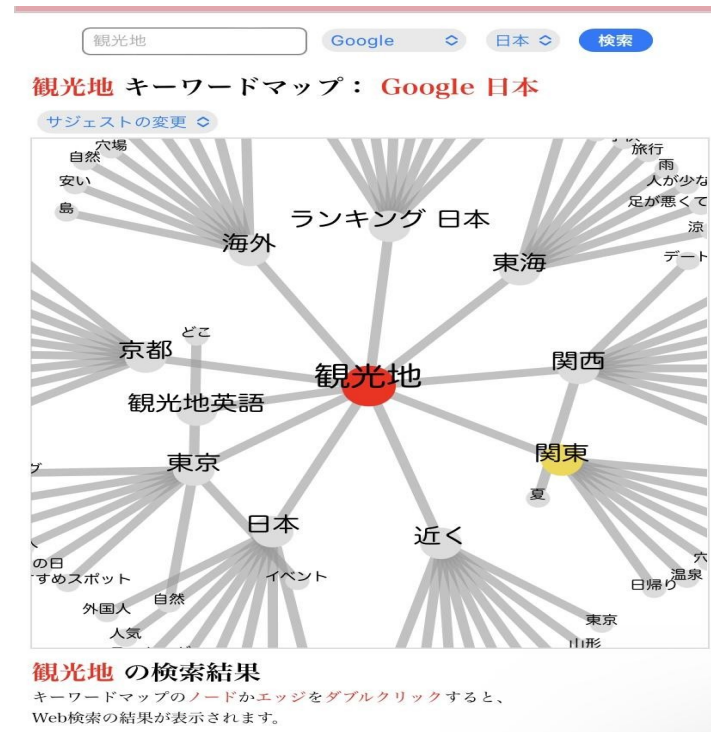 観光地
Google
日本
検索
観光地 キーワードマップ： Google 日本
サジェストの変更
穴場
自然
安い
島
海外
ランキング 日本
東海
旅行
雨
人が少な
足が悪くて
涼
デート
京都
どこ
観光地英語
観光地
関西
東京
関東
夏
日本
近く
の日
すめスポット
イベント
自然
外国人
人気
穴
温泉
日帰り
東京
山形
観光地 の検索結果
キーワードマップのノードかエッジをダブルクリックすると、
Web検索の結果が表示されます。